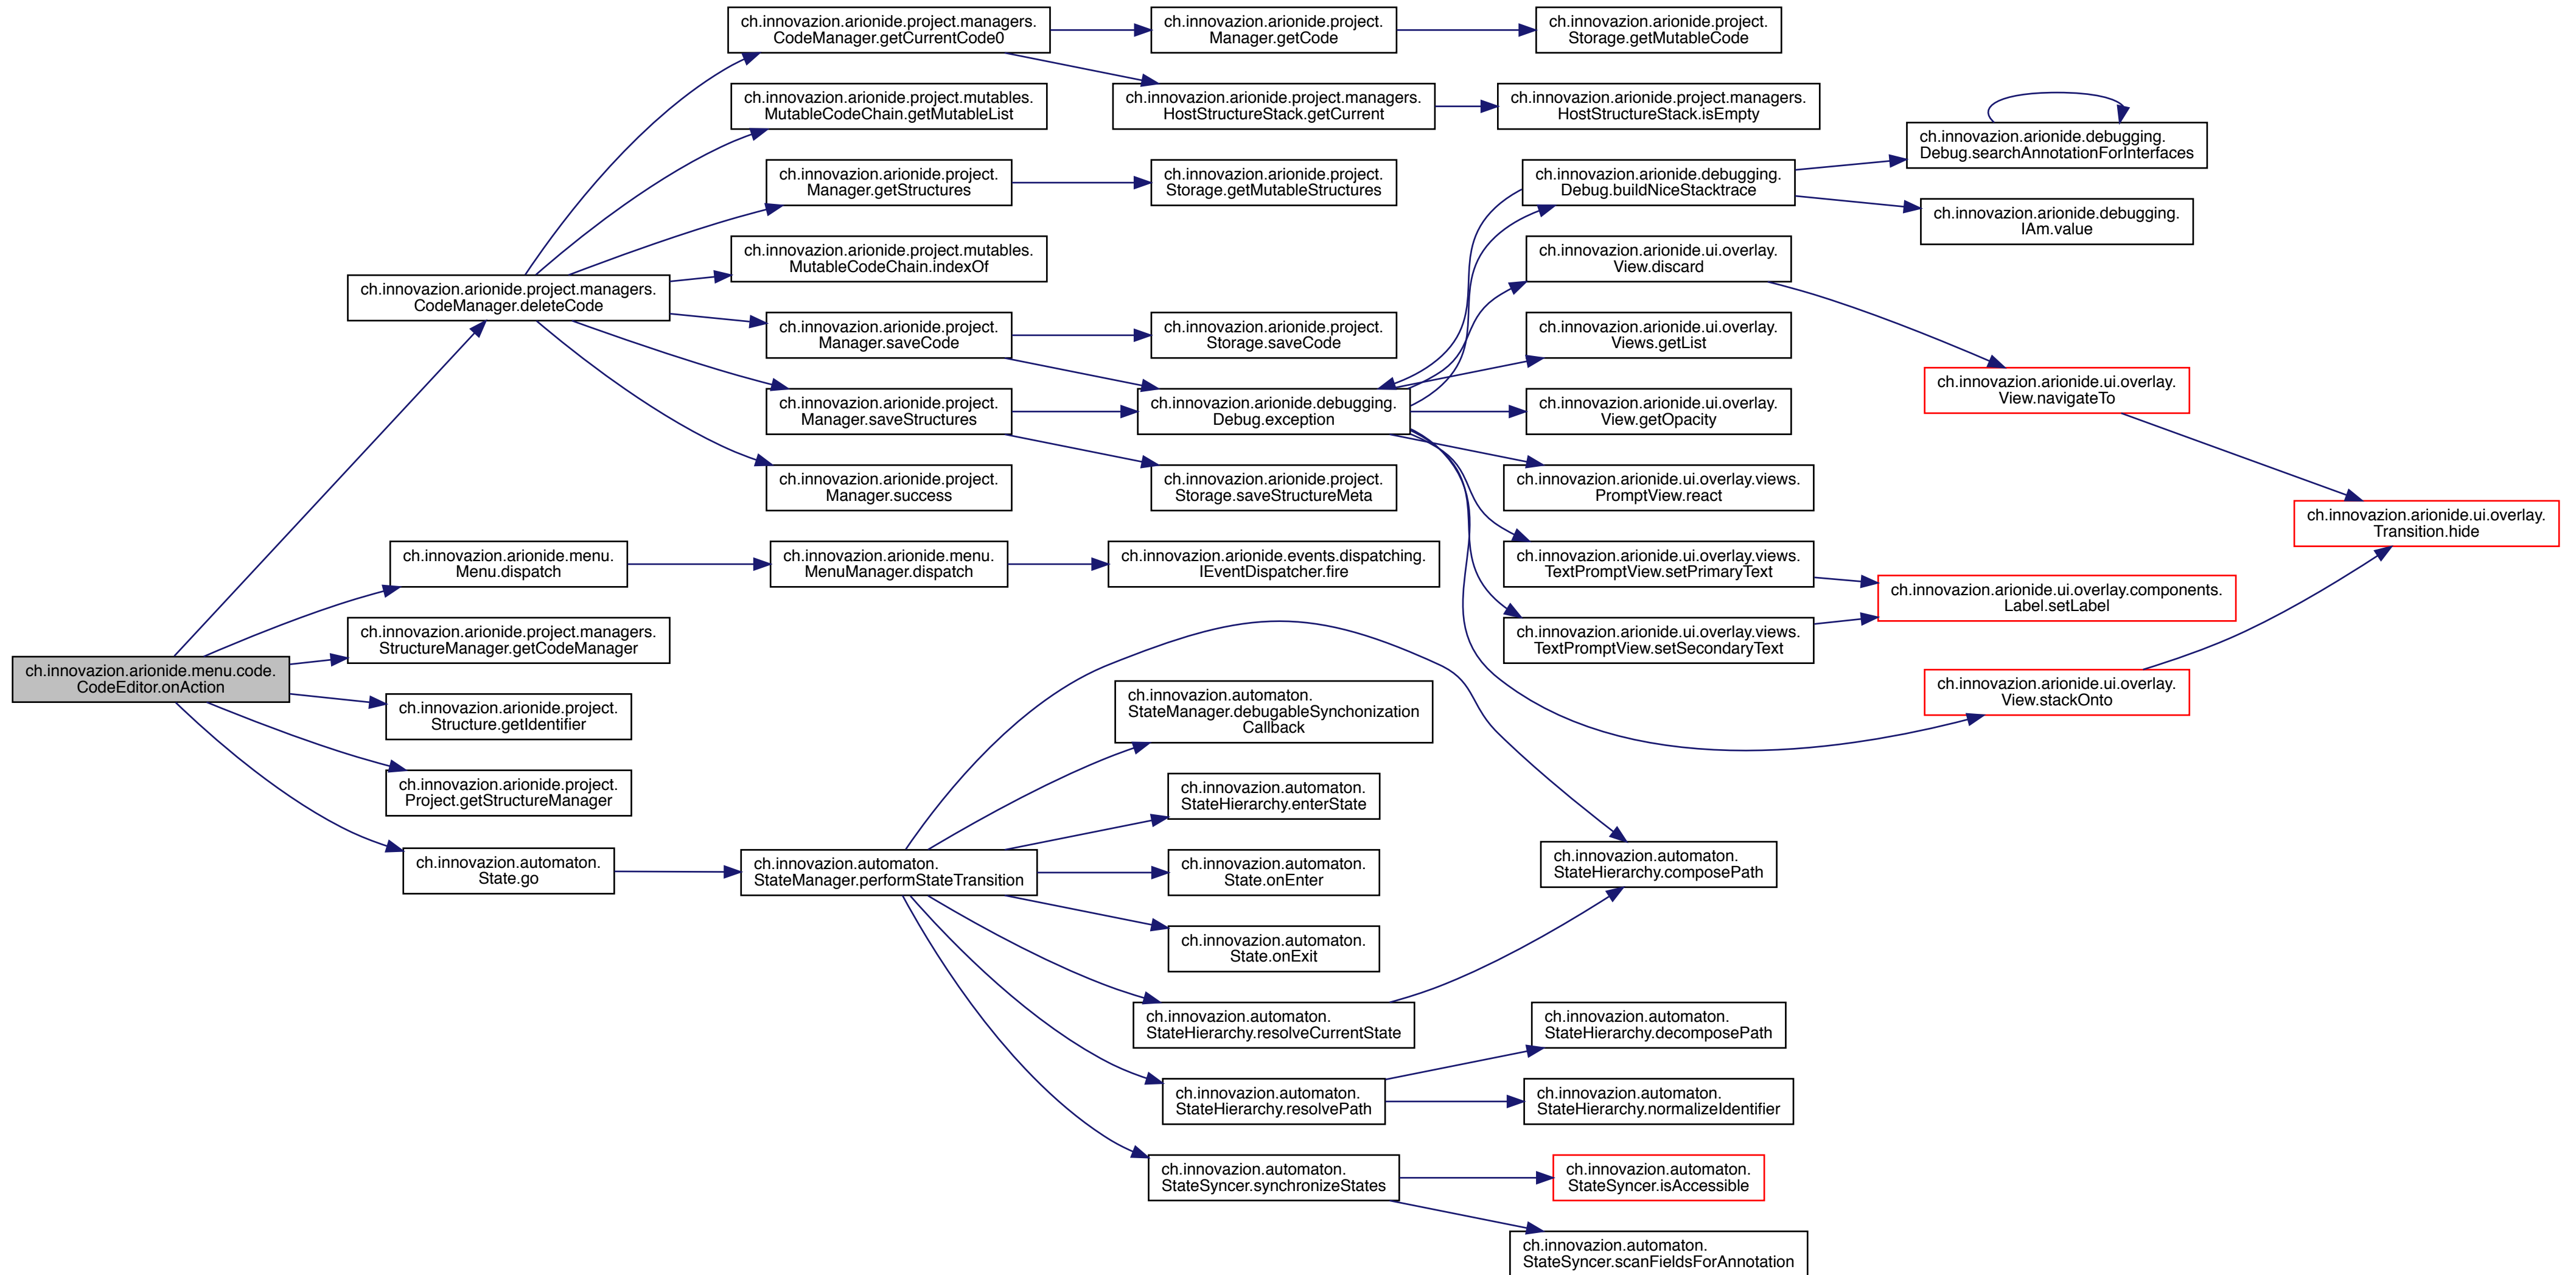 ch.innovazion.arionide.menu.code.
CodeEditor.onAction
ch.innovazion.arionide.project.managers.
CodeManager.deleteCode
ch.innovazion.arionide.project.managers.
CodeManager.getCurrentCode0
ch.innovazion.arionide.project.
Manager.getCode
ch.innovazion.arionide.project.
Storage.getMutableCode
ch.innovazion.arionide.project.managers.
HostStructureStack.getCurrent
ch.innovazion.arionide.project.managers.
HostStructureStack.isEmpty
ch.innovazion.arionide.project.mutables.
MutableCodeChain.getMutableList
ch.innovazion.arionide.project.
Manager.getStructures
ch.innovazion.arionide.project.
Storage.getMutableStructures
ch.innovazion.arionide.project.mutables.
MutableCodeChain.indexOf
ch.innovazion.arionide.project.
Manager.saveCode
ch.innovazion.arionide.project.
Storage.saveCode
ch.innovazion.arionide.project.
Manager.saveStructures
ch.innovazion.arionide.debugging.
Debug.exception
ch.innovazion.arionide.project.
Storage.saveStructureMeta
ch.innovazion.arionide.project.
Manager.success
ch.innovazion.arionide.debugging.
Debug.buildNiceStacktrace
ch.innovazion.arionide.debugging.
Debug.searchAnnotationForInterfaces
ch.innovazion.arionide.debugging.
IAm.value
ch.innovazion.arionide.ui.overlay.
View.discard
ch.innovazion.arionide.ui.overlay.
Views.getList
ch.innovazion.arionide.ui.overlay.
View.getOpacity
ch.innovazion.arionide.ui.overlay.views.
PromptView.react
ch.innovazion.arionide.ui.overlay.views.
TextPromptView.setPrimaryText
ch.innovazion.arionide.ui.overlay.views.
TextPromptView.setSecondaryText
ch.innovazion.arionide.ui.overlay.
View.navigateTo
ch.innovazion.arionide.ui.overlay.
Transition.hide
ch.innovazion.arionide.ui.overlay.components.
Label.setLabel
ch.innovazion.arionide.ui.overlay.
View.stackOnto
ch.innovazion.arionide.menu.
Menu.dispatch
ch.innovazion.arionide.menu.
MenuManager.dispatch
ch.innovazion.arionide.events.dispatching.
IEventDispatcher.fire
ch.innovazion.arionide.project.managers.
StructureManager.getCodeManager
ch.innovazion.arionide.project.
Structure.getIdentifier
ch.innovazion.arionide.project.
Project.getStructureManager
ch.innovazion.automaton.
State.go
ch.innovazion.automaton.
StateManager.performStateTransition
ch.innovazion.automaton.
StateManager.debugableSynchonization
Callback
ch.innovazion.automaton.
StateHierarchy.enterState
ch.innovazion.automaton.
State.onEnter
ch.innovazion.automaton.
State.onExit
ch.innovazion.automaton.
StateHierarchy.composePath
ch.innovazion.automaton.
StateHierarchy.resolveCurrentState
ch.innovazion.automaton.
StateHierarchy.resolvePath
ch.innovazion.automaton.
StateHierarchy.decomposePath
ch.innovazion.automaton.
StateHierarchy.normalizeIdentifier
ch.innovazion.automaton.
StateSyncer.synchronizeStates
ch.innovazion.automaton.
StateSyncer.isAccessible
ch.innovazion.automaton.
StateSyncer.scanFieldsForAnnotation